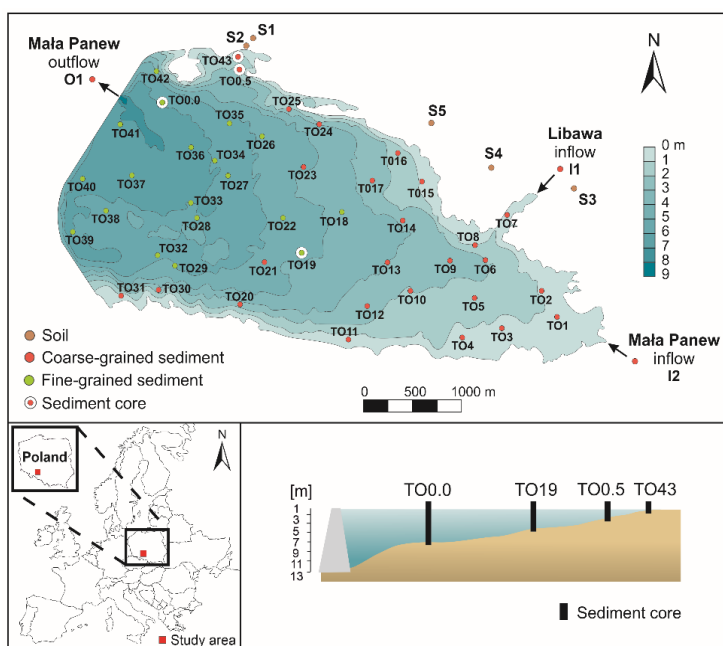 Mała Panew
outflow
O1
S2
S1
TO43
TO42
TO0.5
TO0.0
TO25
TO24
TO35
TO26
TO41
S5
TO36
TO34
TO23
T016
S4
Libawa
inflow
I1
S3
TO40
TO37
TO27
T017
T015
TO38
TO33
TO28
TO22
TO18
TO14
TO7
TO39
TO8
TO32
TO29
TO21
TO19
TO13
TO9
TO6
TO31
TO30
TO20
TO12
TO10
TO5
TO2
TO1
TO11
TO4
TO3
Mała Panew
inflow
I2
N
0 m
1
2
3
4
5
6
7
8
9
Soil
Coarse-grained sediment
Fine-grained sediment
Sediment core
0 500 1000 m
Poland
N
Study area
[m]
1
3
5
7
9
11
13
TO0.0 TO19 TO0.5 TO43
Sediment core